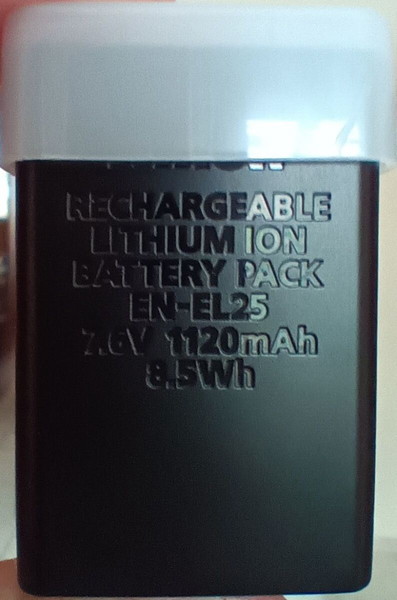 RECHARGEABLE
LITHIUM ION
BATTERY PACK
EN-EL25
7.6V 1120mAh
8.5Wh